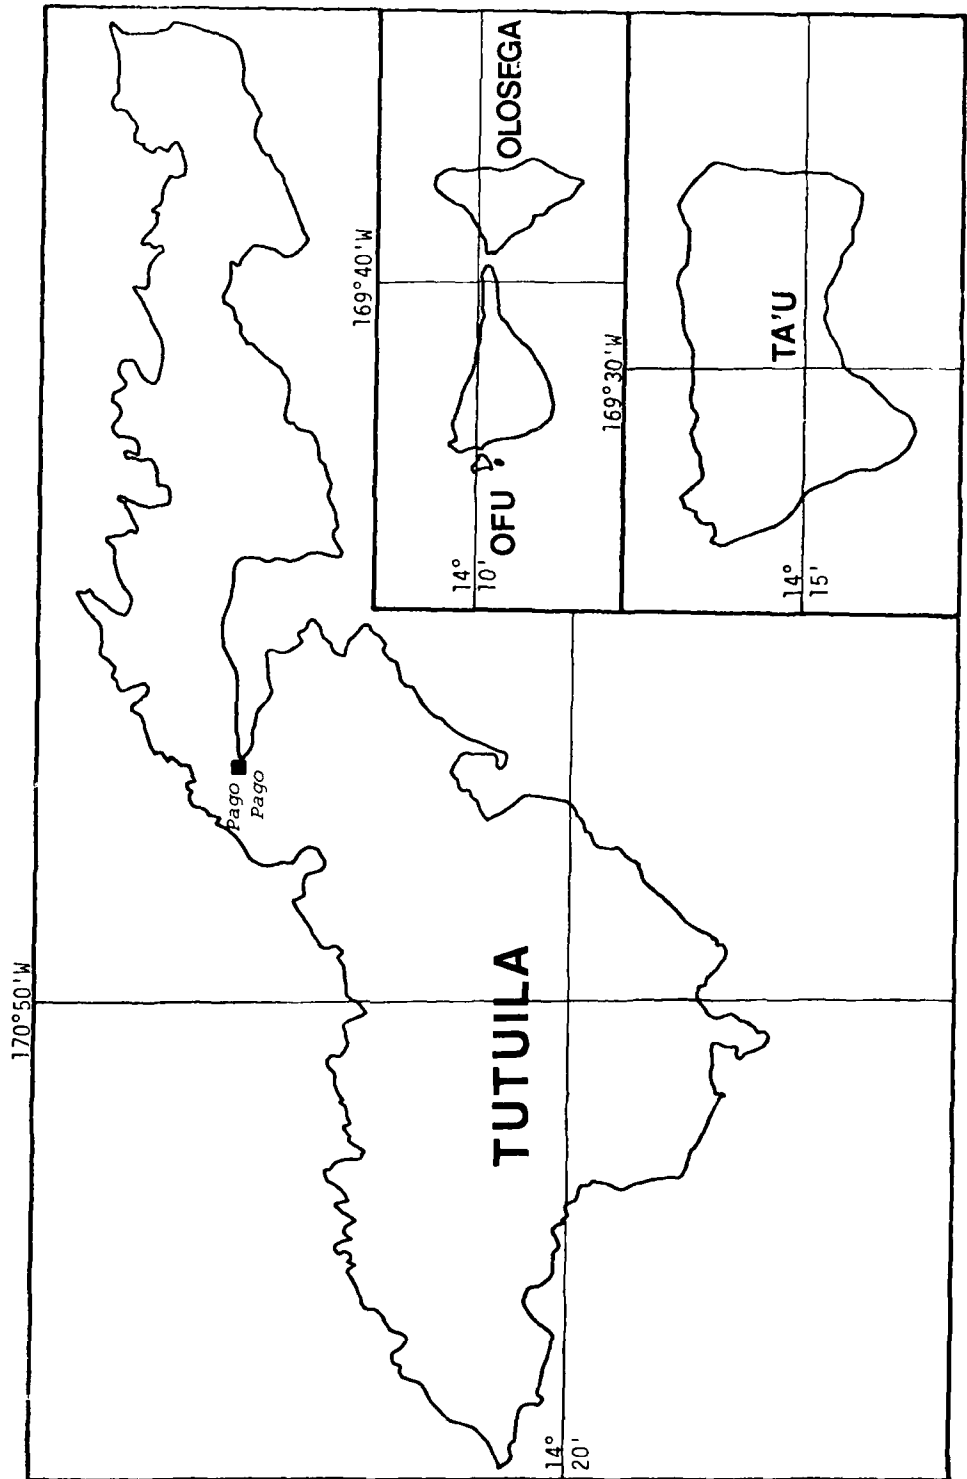 170°50'W
Pago
Pago
TUTUILA
14°
20'
169°40'W
OLOSEGA
14°
10'
OFU
169°30'W
TA'U
14°
15'